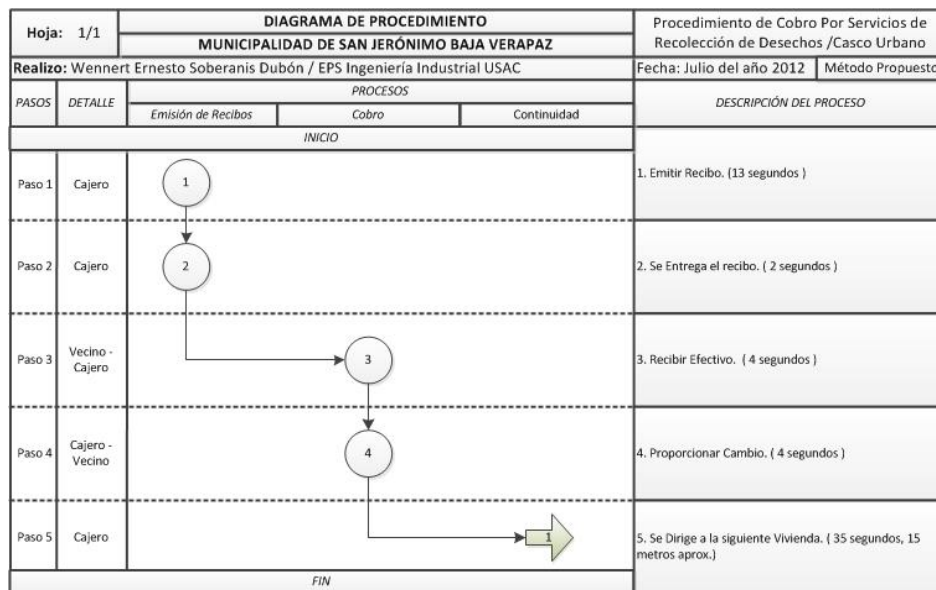 Hoja: 1/1
DIAGRAMA DE PROCEDIMIENTO
MUNICIPALIDAD DE SAN JERÓNIMO BAJA VERAPAZ
Procedimiento de Cobro Por Servicios de
Recolección de Desechos /Casco Urbano
Realizo: Wennert Ernesto Soberanis Dubón / EPS Ingeniería Industrial USAC
Fecha: Julio del año 2012
Método Propuesto
PASOS
DETALLE
PROCESOS
Emisión de Recibos
Cobro
Continuidad
DESCRIPCIÓN DEL PROCESO
INICIO
Paso 1
Cajero
1
1. Emitir Recibo. (13 segundos )
Paso 2
Cajero
2
2. Se Entrega el recibo. ( 2 segundos )
Paso 3
Vecino -
Cajero
3
3. Recibir Efectivo. ( 4 segundos )
Paso 4
Cajero -
Vecino
4
4. Proporcionar Cambio. ( 4 segundos )
Paso 5
Cajero
1
5. Se Dirige a la siguiente Vivienda. ( 35 segundos, 15
metros aprox.)
FIN